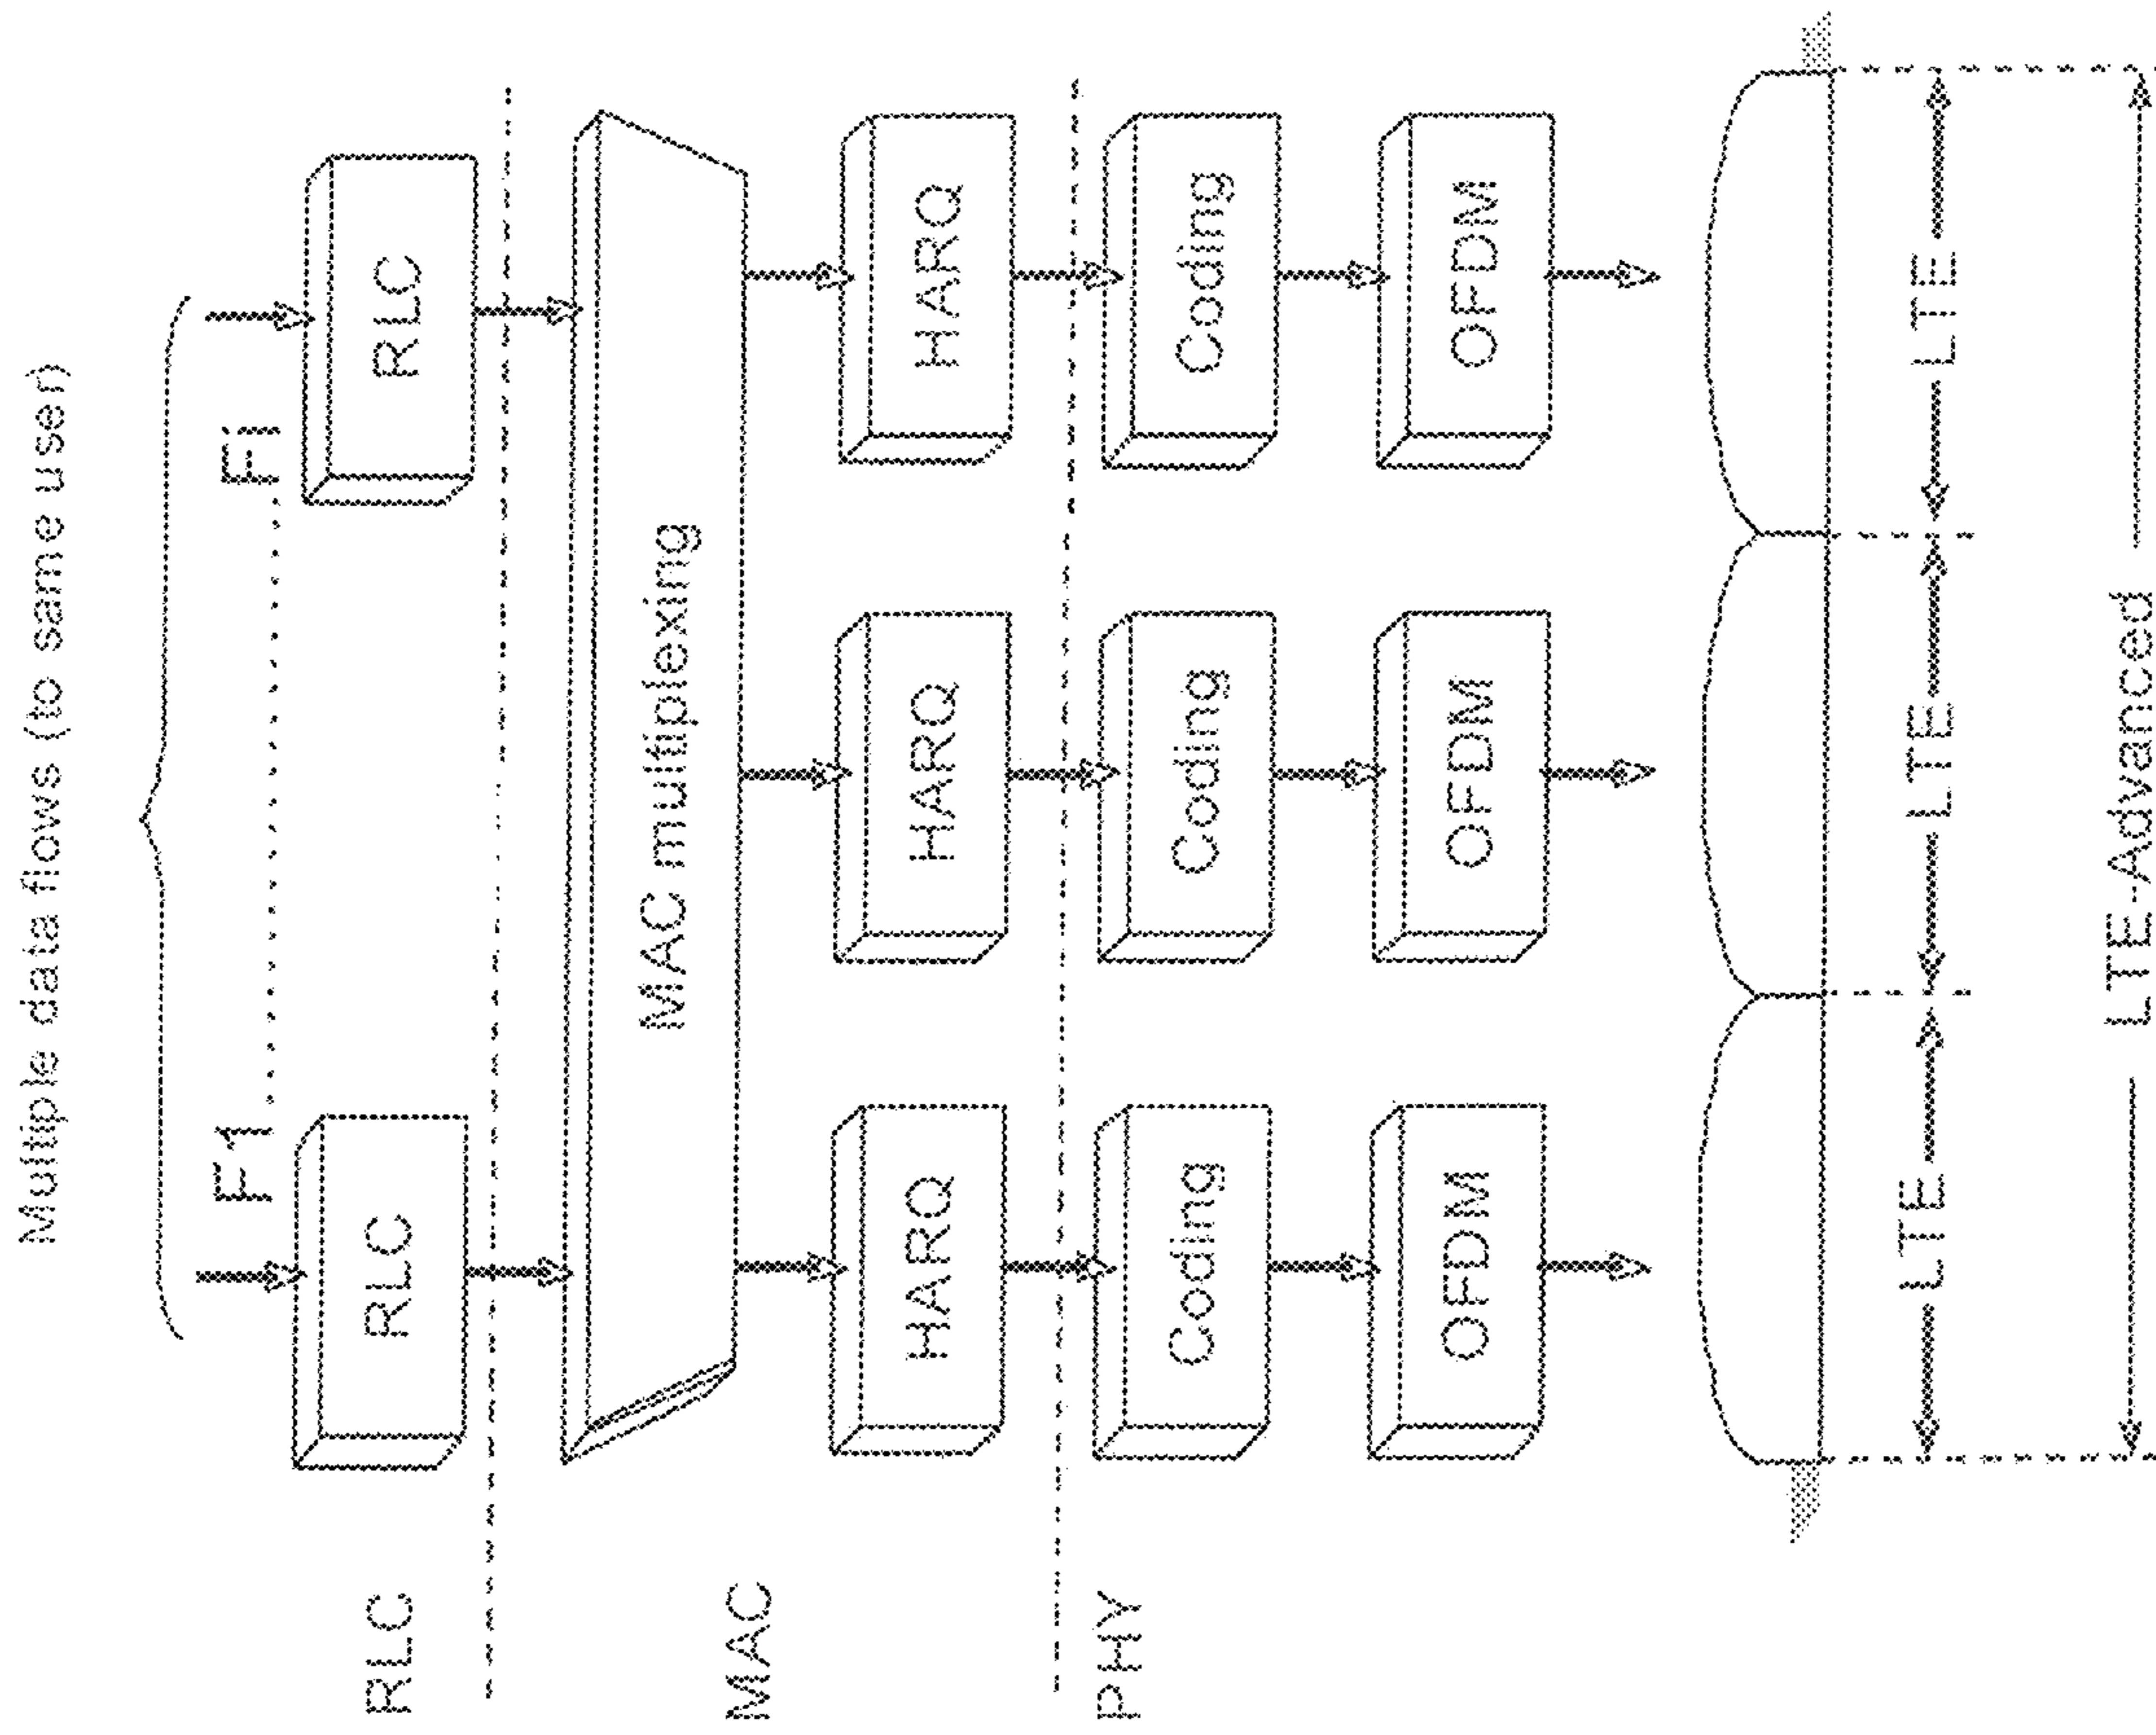 Multiple data flows (to same user)
F1 ........ Fi
RLC
RLC
RLC
MAC
MAC multiplexing
HARQ
HARQ
HARQ
PHY
Coding
Coding
Coding
OFDM
OFDM
OFDM
LTE
LTE
LTE
LTE-Advanced